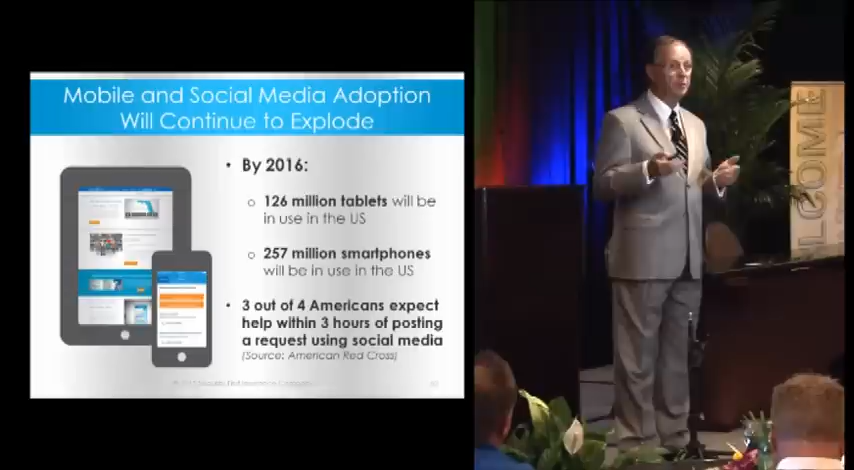 Mobile and Social Media Adoption
Will Continue to Explode
• By 2016:
○ 126 million tablets will be
in use in the US
○ 257 million smartphones
will be in use in the US
• 3 out of 4 Americans expect
help within 3 hours of posting
a request using social media
(Source: American Red Cross)
LCOME